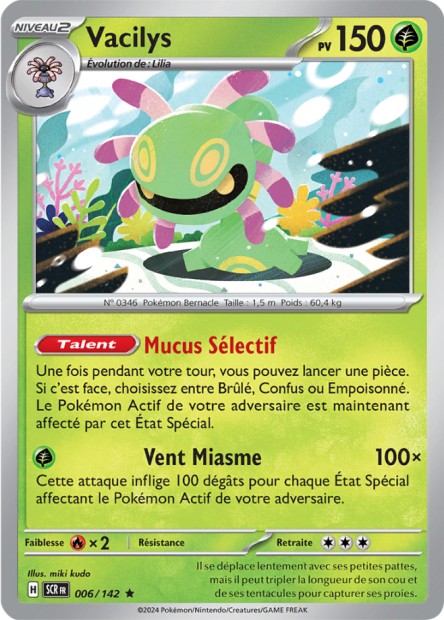 NIVEAU 2
Vacilys
PV 150
Évolution de : Lilia
N° 0346 Pokémon Bernacle Taille : 1,5 m Poids : 60,4 kg
Talent Mucus Sélectif
Une fois pendant votre tour, vous pouvez lancer une pièce.
Si c'est face, choisissez entre Brûlé, Confus ou Empoisonné.
Le Pokémon Actif de votre adversaire est maintenant
affecté par cet État Spécial.
Vent Miasme 100×
Cette attaque inflige 100 dégâts pour chaque État Spécial
affectant le Pokémon Actif de votre adversaire.
Faiblesse × 2 Résistance Retraite
Illus. miki kudo
H SCR FR 006/142 ★
Il se déplace lentement avec ses petites pattes,
mais il peut tripler la longueur de son cou et
de ses tentacules pour capturer ses proies.
©2024 Pokémon/Nintendo/Creatures/GAME FREAK